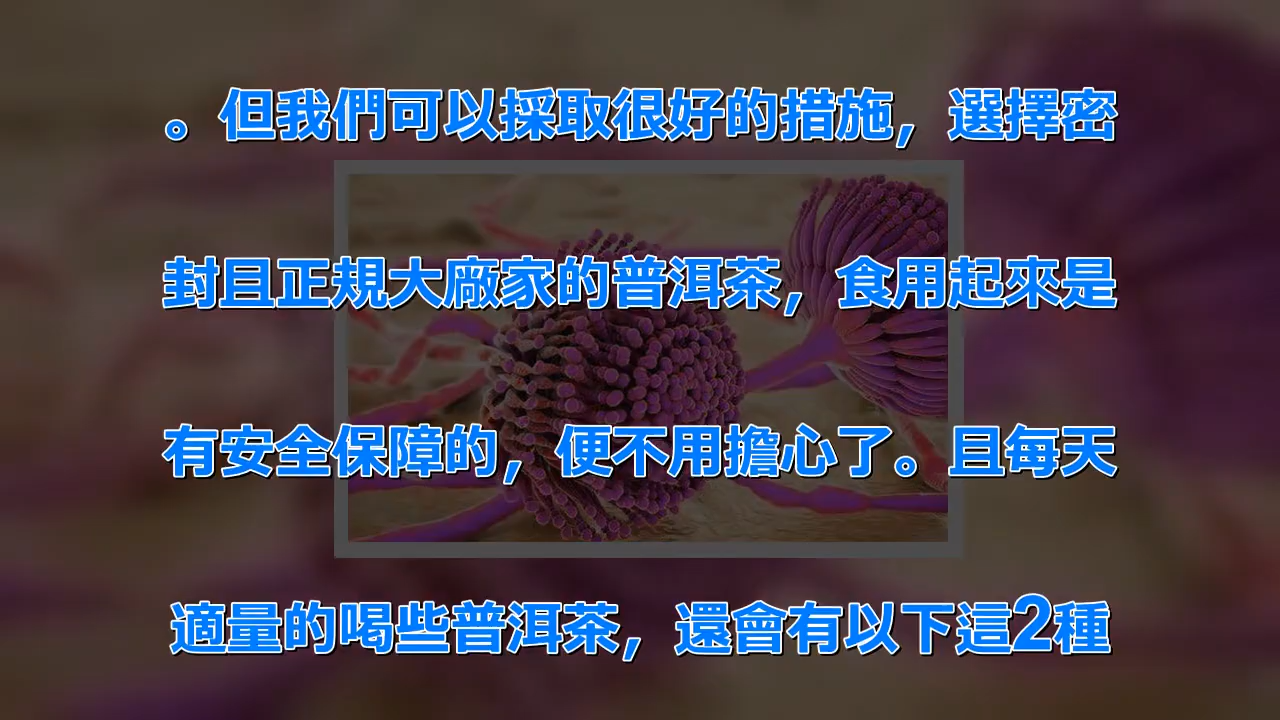 。但我們可以採取很好的措施，選擇密
封且正規大廠家的普洱茶，食用起來是
有安全保障的，便不用擔心了。且每天
適量的喝些普洱茶，還會有以下這2種